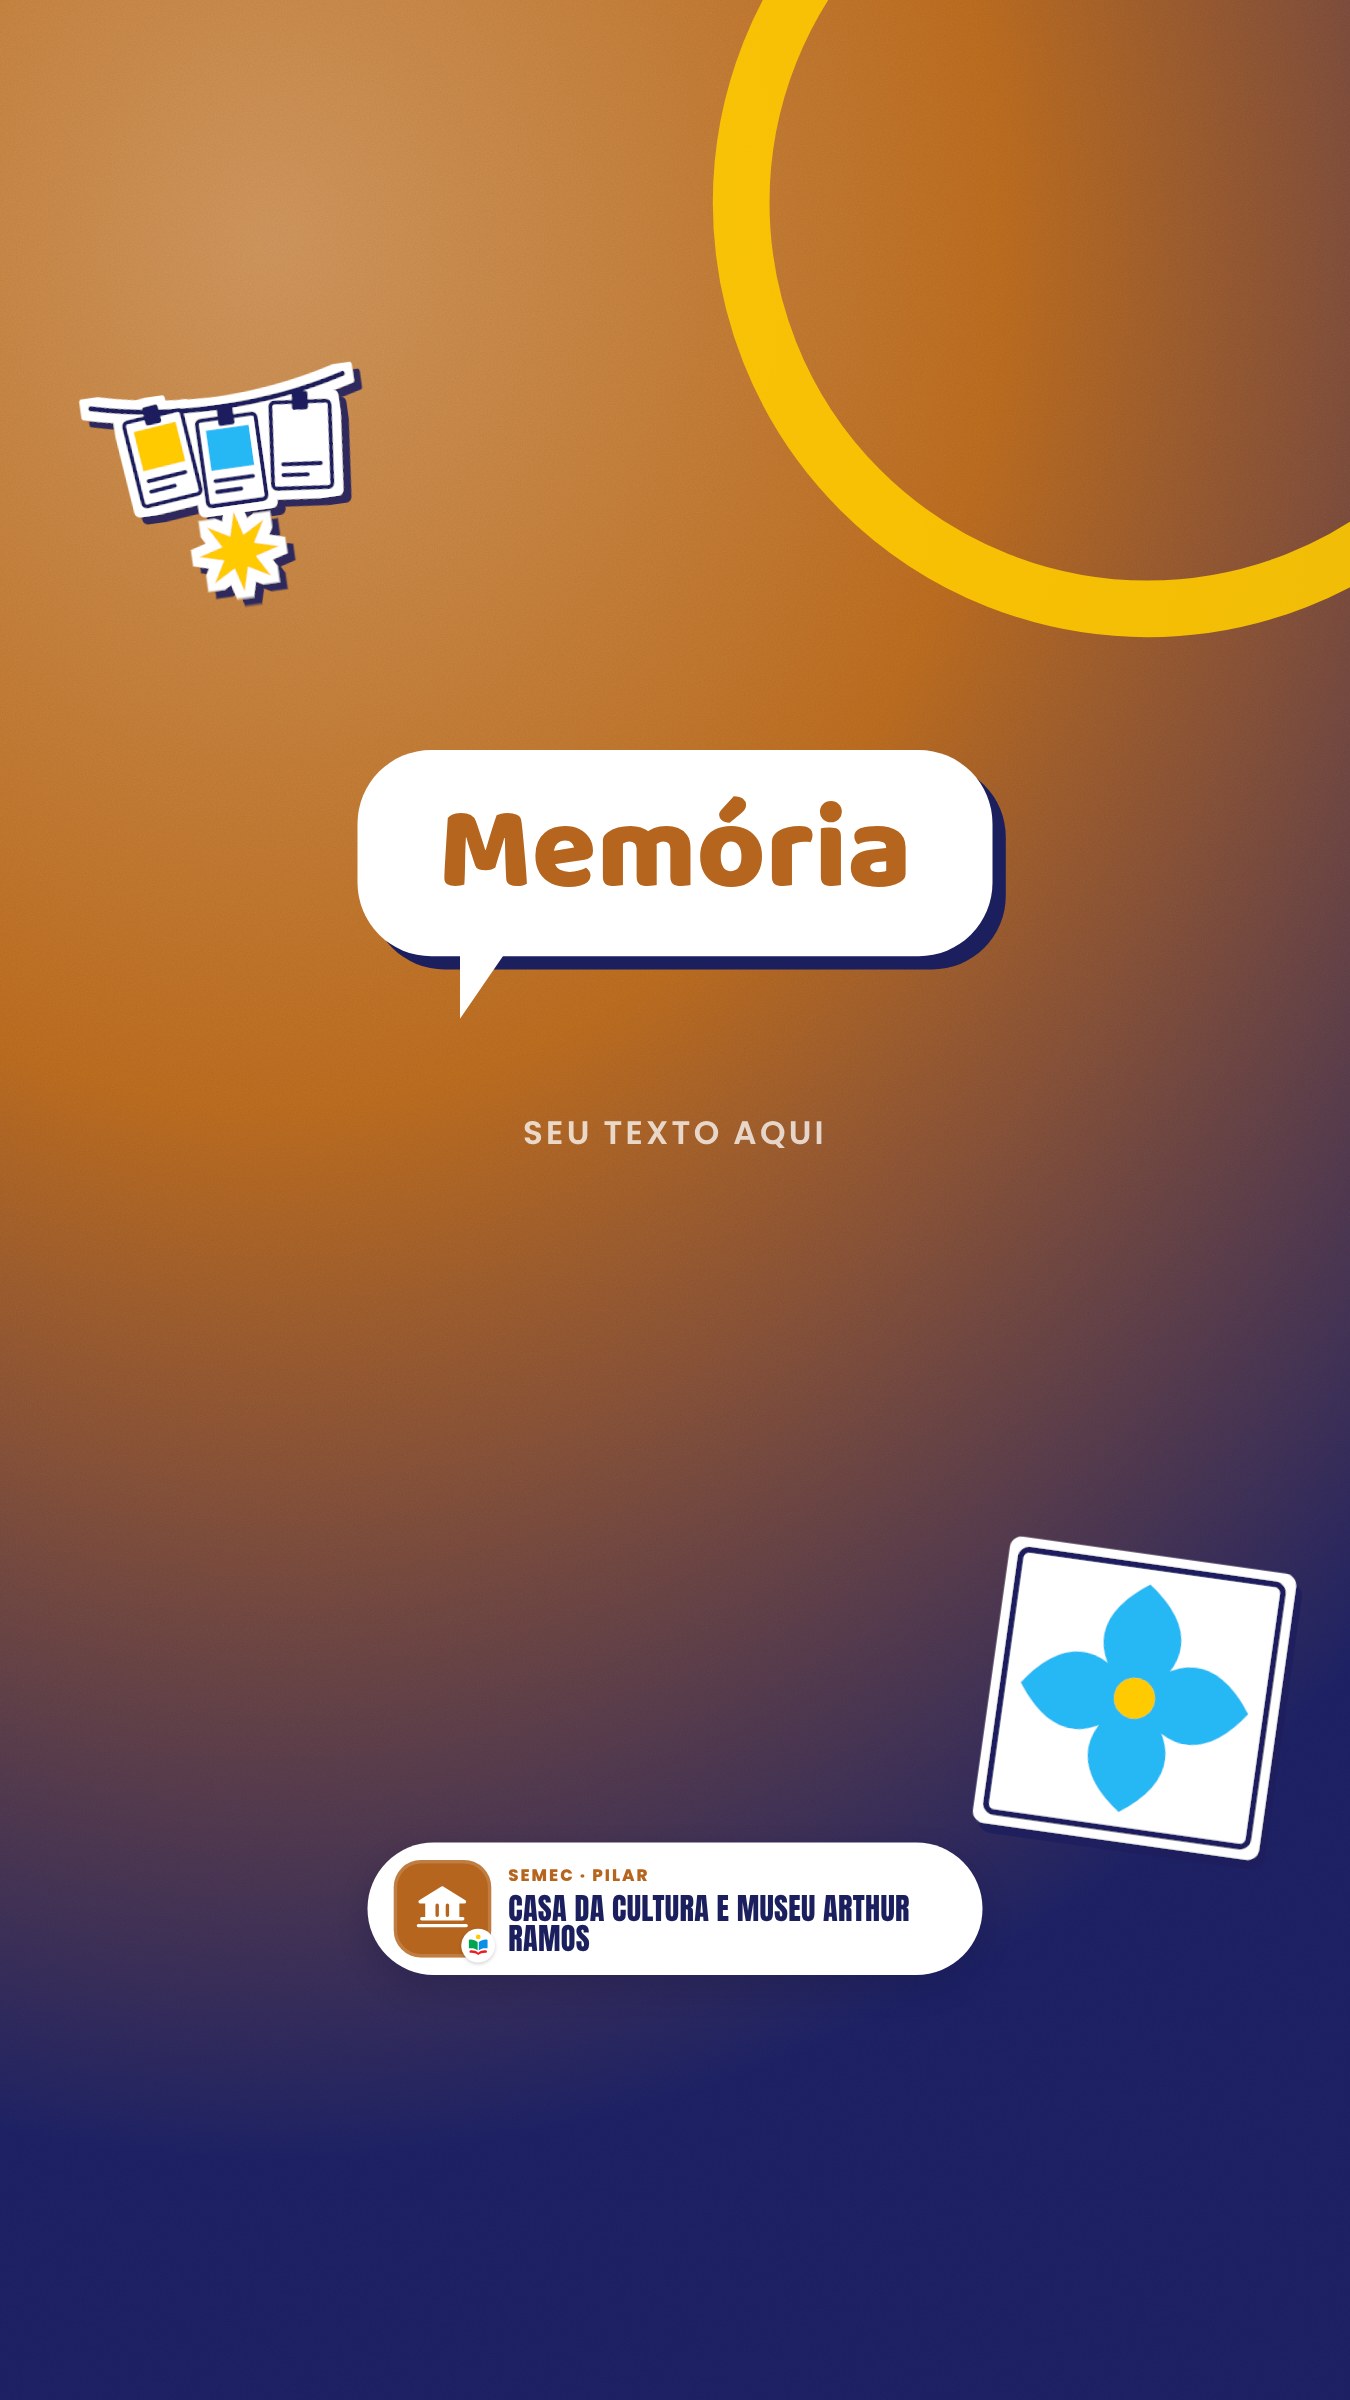 Memória
SEU TEXTO AQUI
SEMEC · PILAR
CASA DA CULTURA E MUSEU ARTHUR
RAMOS